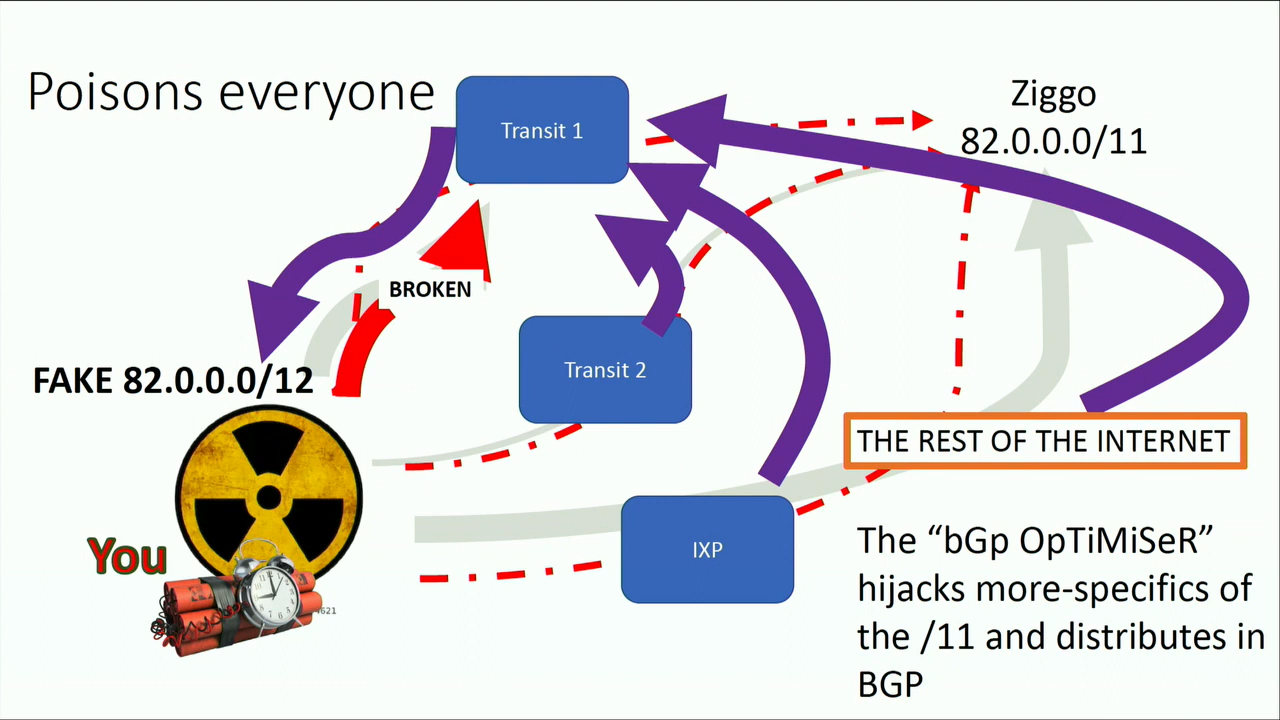 Poisons everyone
Transit 1
Ziggo
82.0.0.0/11
BROKEN
FAKE 82.0.0.0/12
Transit 2
THE REST OF THE INTERNET
You
IXP
The “bGp OpTiMiSeR”
hijacks more-specifics of
the /11 and distributes in
BGP